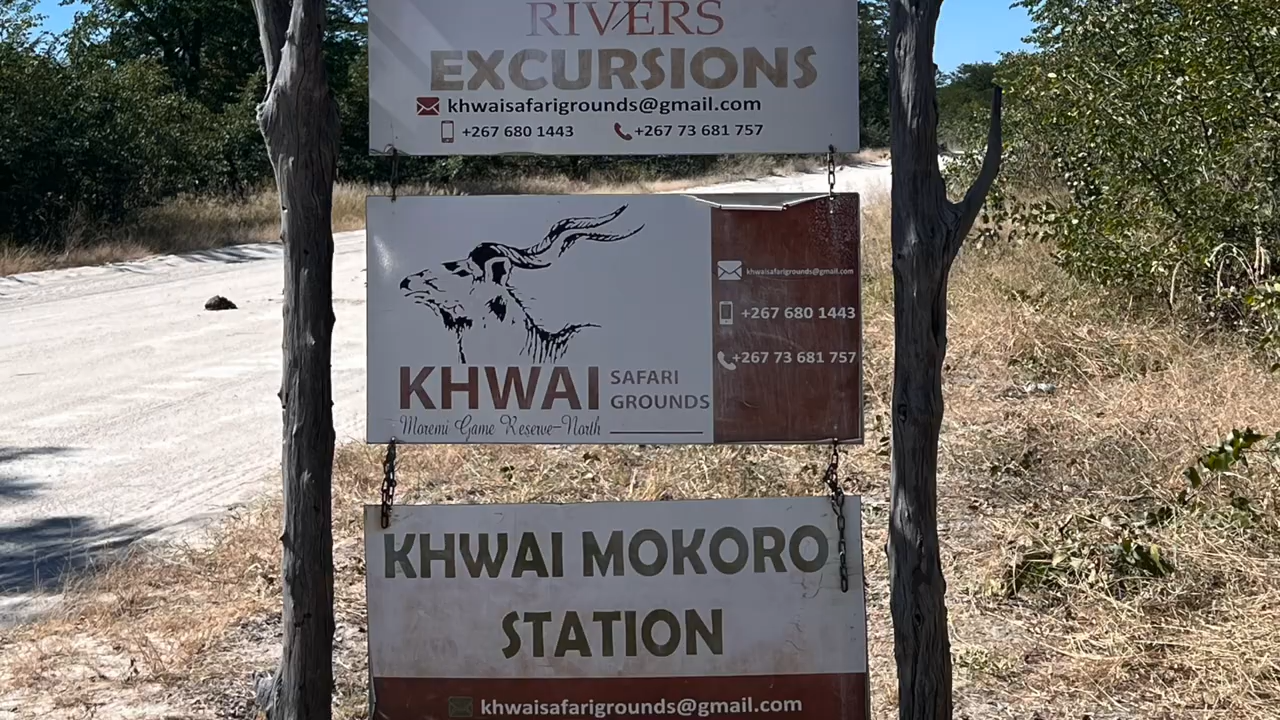 RIVERS
EXCURSIONS
khwaisafarigrounds@gmail.com
+267 680 1443 +267 73 681 757
khwaisafarigrounds@gmail.com
+267 680 1443
+267 73 681 757
KHWAI SAFARI GROUNDS
Moremi Game Reserve-North
KHWAI MOKORO
STATION
khwaisafarigrounds@gmail.com